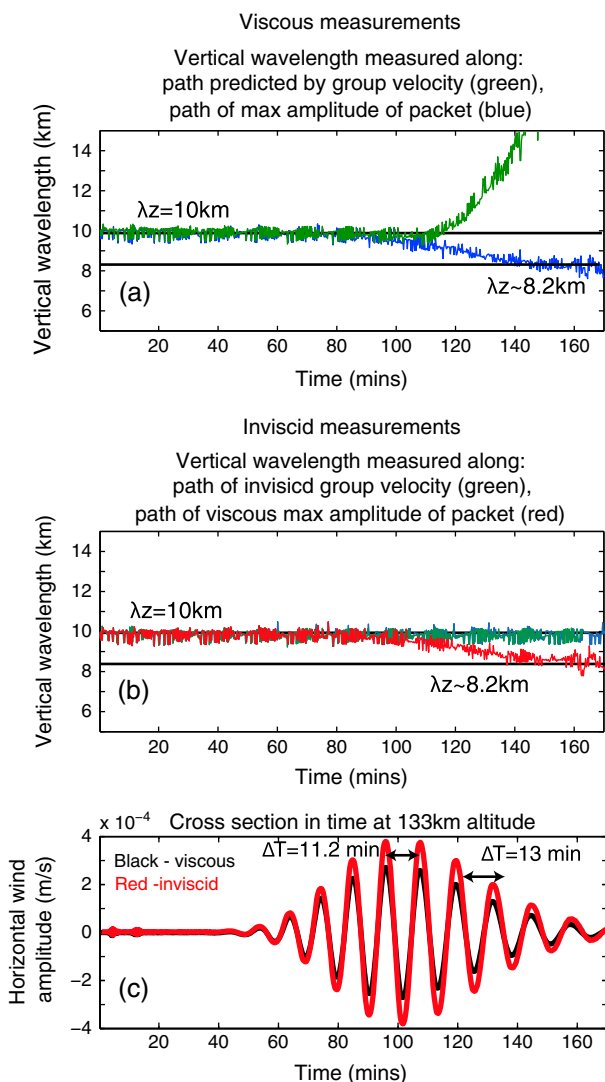 Viscous measurements
Vertical wavelength measured along:
path predicted by group velocity (green),
path of max amplitude of packet (blue)
Vertical wavelength (km)
14
12
10
8
6
λz=10km
λz~8.2km
(a)
20 40 60 80 100 120 140 160
Time (mins)
Inviscid measurements
Vertical wavelength measured along:
path of invisicd group velocity (green),
path of viscous max amplitude of packet (red)
Vertical wavelength (km)
14
12
10
8
6
λz=10km
λz~8.2km
(b)
20 40 60 80 100 120 140 160
Time (mins)
x 10⁻⁴ Cross section in time at 133km altitude
Horizontal wind
amplitude (m/s)
4
2
0
−2
−4
Black - viscous
Red -inviscid
ΔT=11.2 min
ΔT=13 min
(c)
20 40 60 80 100 120 140 160
Time (mins)